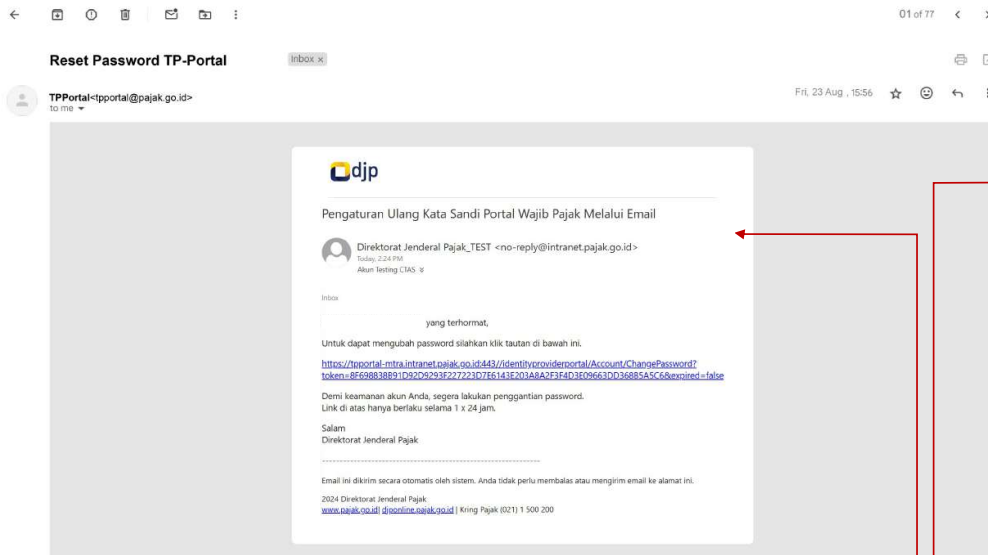 01 of 77
Reset Password TP-Portal
Inbox ×
TPPortal<tpportal@pajak.go.id>
to me
Fri, 23 Aug , 15:56
djp
Pengaturan Ulang Kata Sandi Portal Wajib Pajak Melalui Email
Direktorat Jenderal Pajak_TEST <no-reply@intranet.pajak.go.id>
Today, 2:24 PM
Akun Testing CTAS
Inbox
yang terhormat,
Untuk dapat mengubah password silahkan klik tautan di bawah ini.
https://tpportal-mtra.intranet.pajak.go.id:443//identityproviderportal/Account/ChangePassword?
token=8F698838B91D92D9293F227223D7E6143E203A8A2F3F4D3E09663DD36885A5C6&expired=false
Demi keamanan akun Anda, segera lakukan penggantian password.
Link di atas hanya berlaku selama 1 x 24 jam.
Salam
Direktorat Jenderal Pajak
Email ini dikirim secara otomatis oleh sistem. Anda tidak perlu membalas atau mengirim email ke alamat ini.
2024 Direktorat Jenderal Pajak
www.pajak.go.id| djponline.pajak.go.id | Kring Pajak (021) 1 500 200